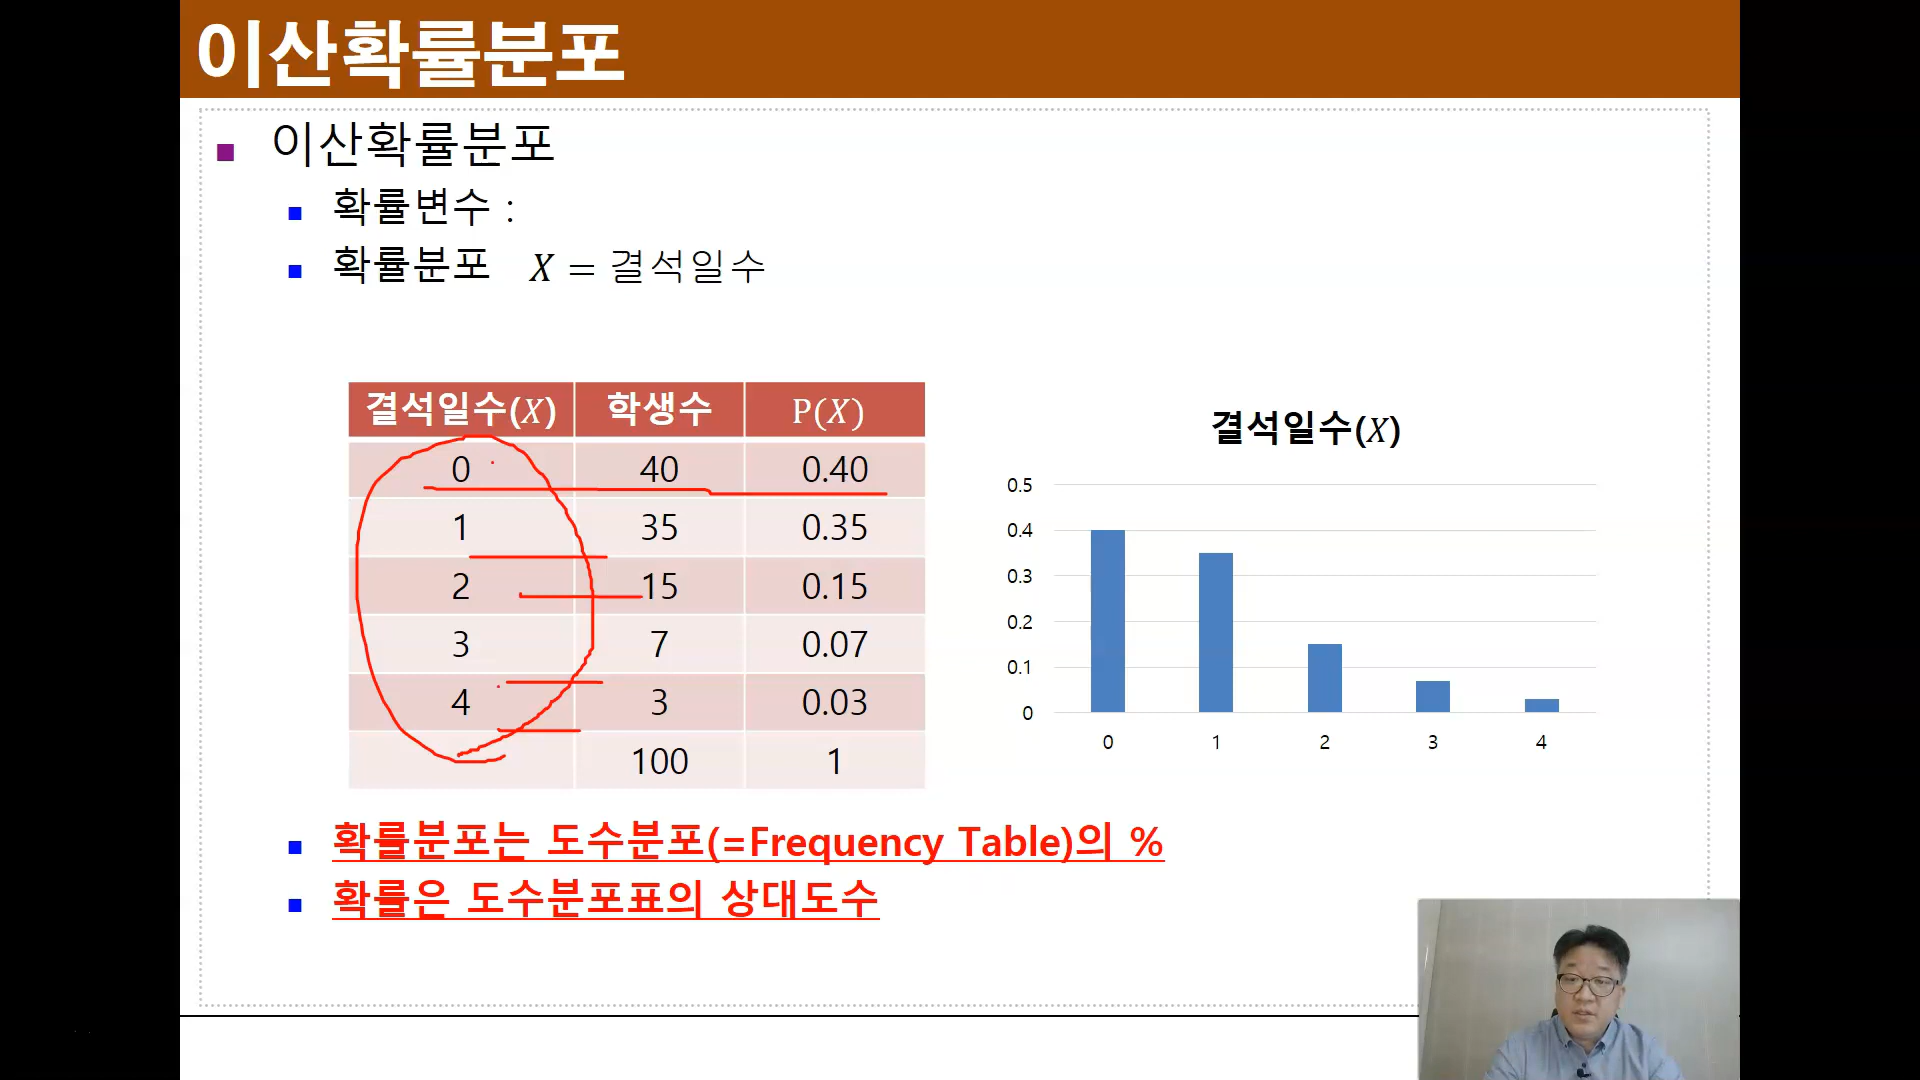 이산확률분포
이산확률분포
확률변수 :
확률분포 X = 결석일수
결석일수(X) 학생수 P(X)
0 40 0.40
1 35 0.35
2 15 0.15
3 7 0.07
4 3 0.03
100 1
결석일수(X)
0.5
0.4
0.3
0.2
0.1
0
0 1 2 3 4
확률분포는 도수분포(=Frequency Table)의 %
확률은 도수분포표의 상대도수